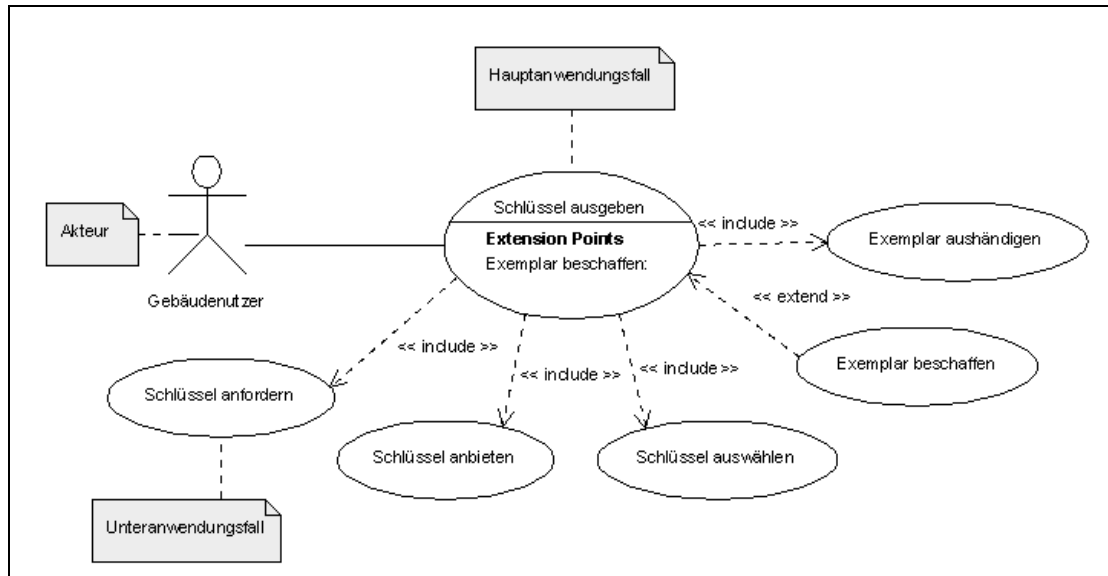 Hauptanwendungsfall
Schlüssel ausgeben
Extension Points
Exemplar beschaffen:
Akteur
Gebäudenutzer
<< include >>
Exemplar aushändigen
<< extend >>
Exemplar beschaffen
<< include >>
<< include >>
<< include >>
Schlüssel anfordern
Schlüssel anbieten
Schlüssel auswählen
Unteranwendungsfall